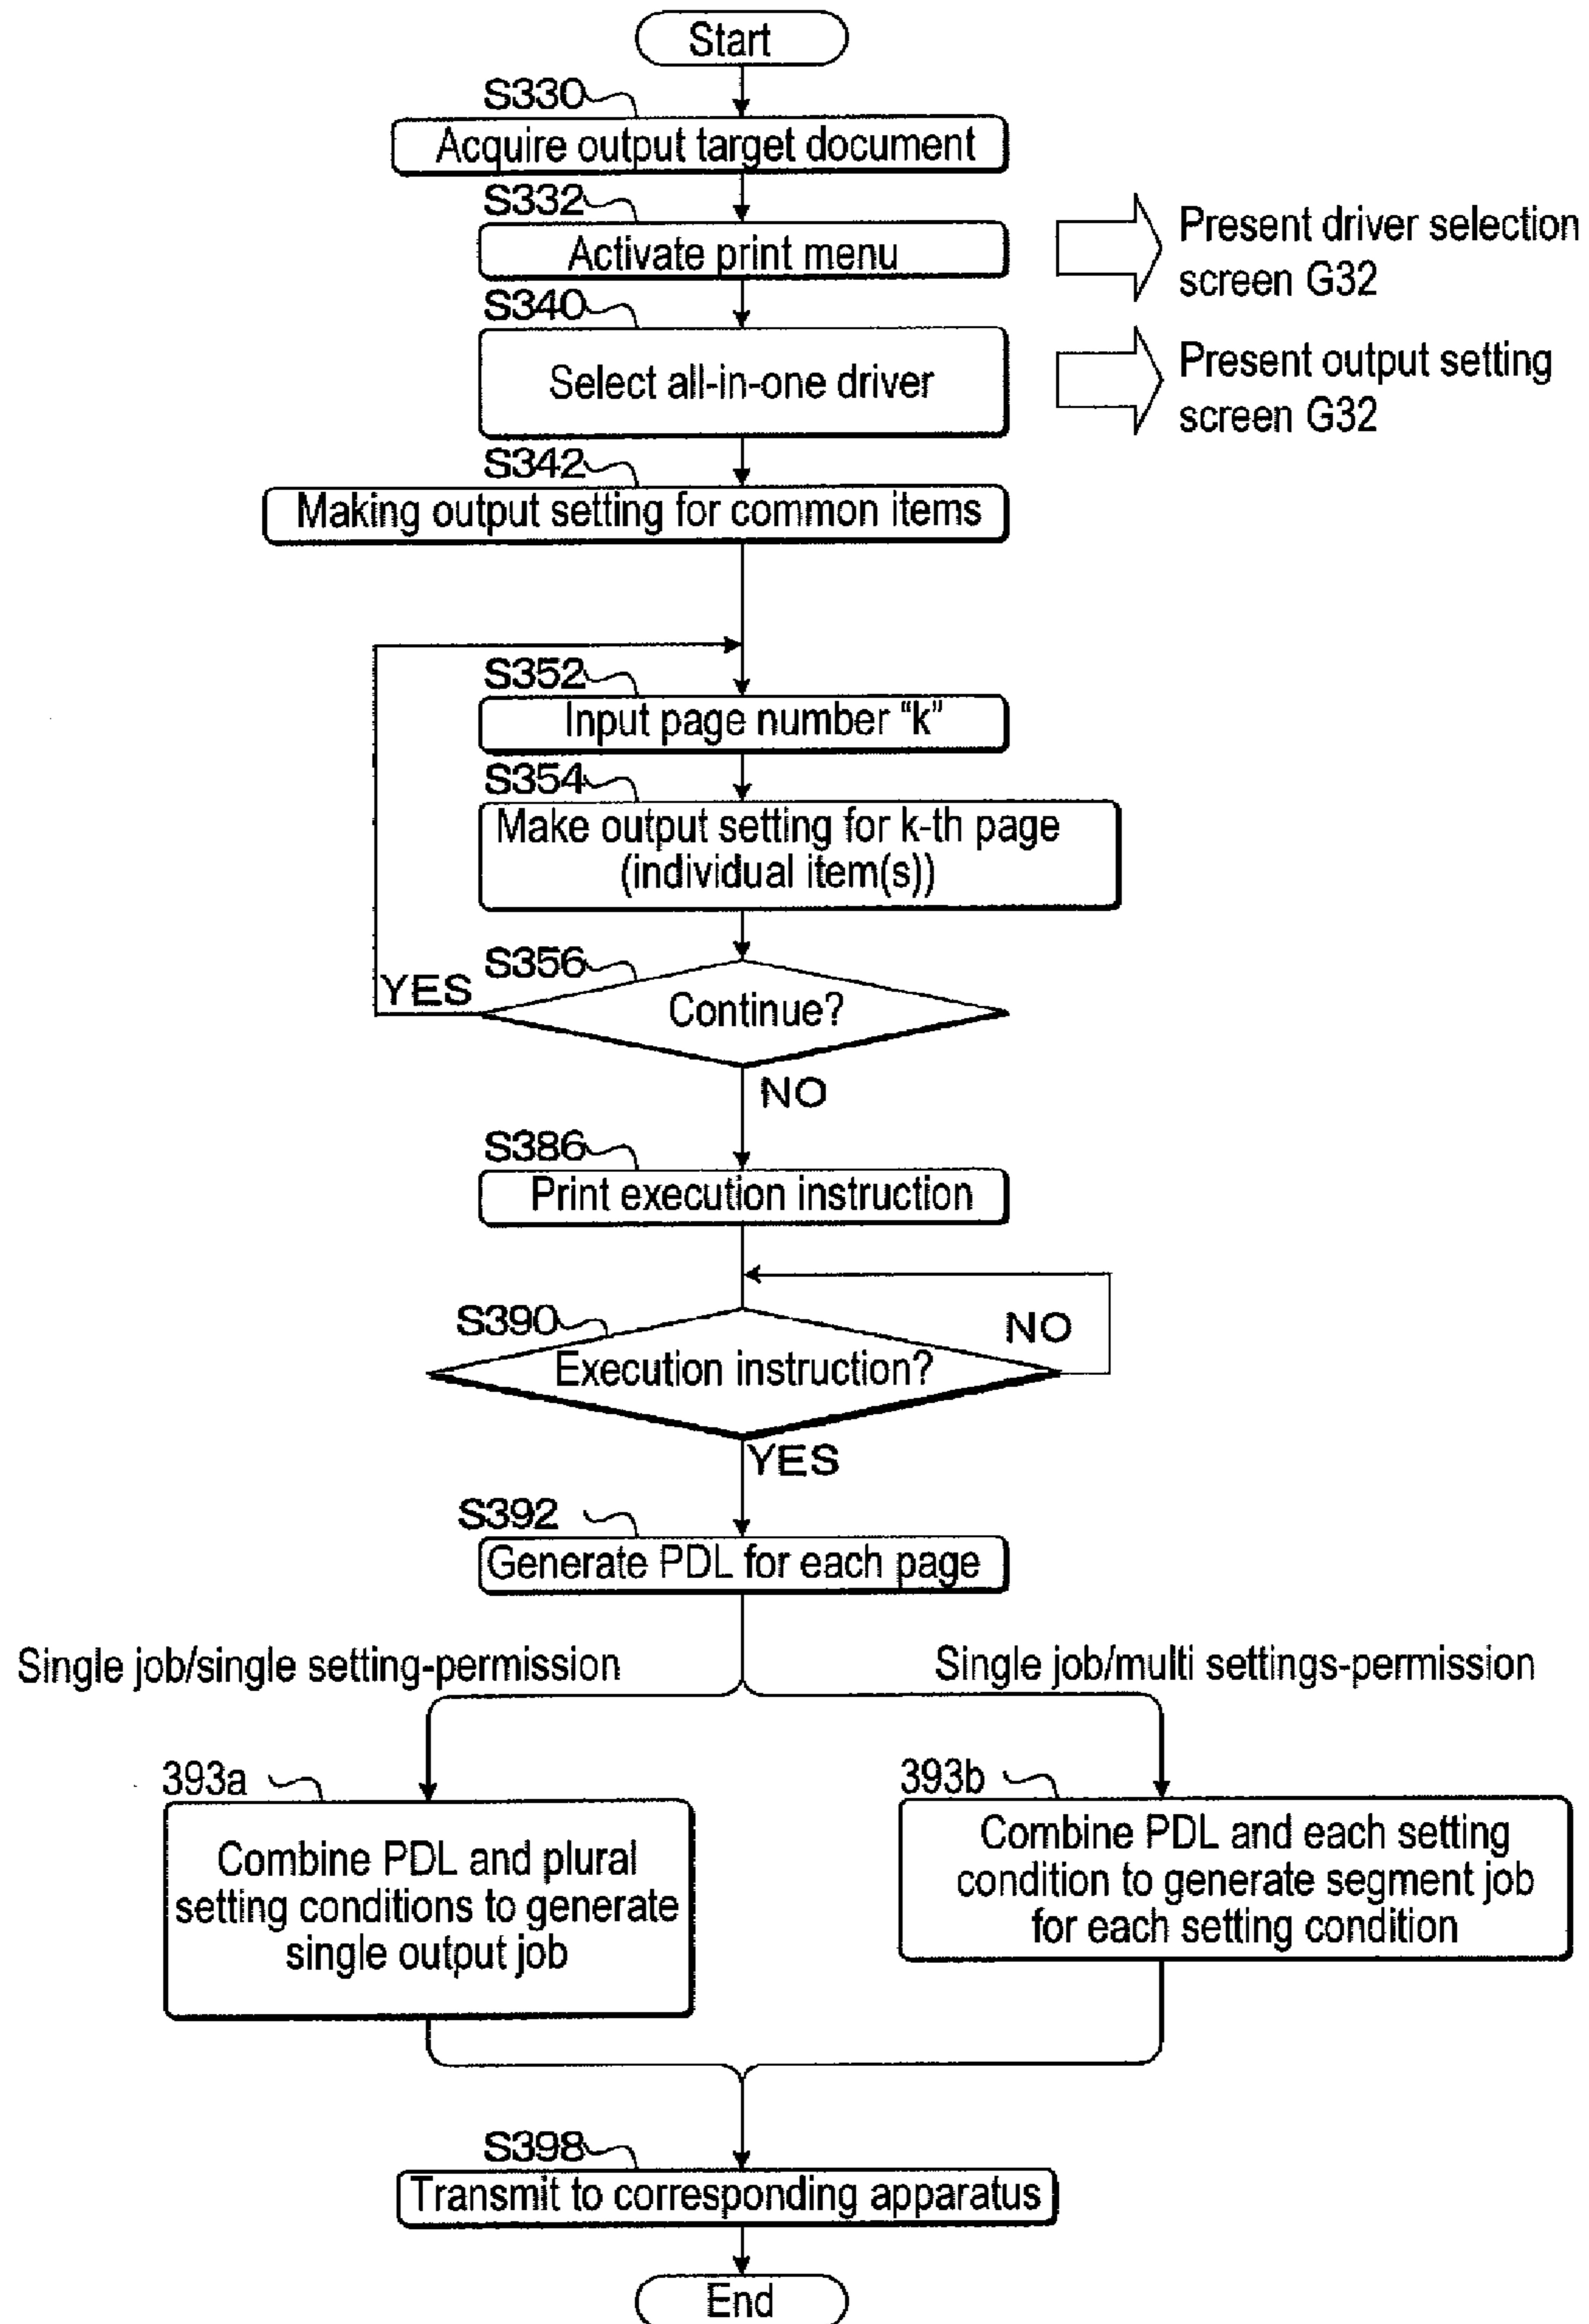 Start
S330
Acquire output target document
S332
Activate print menu
Present driver selection
screen G32
S340
Select all-in-one driver
Present output setting
screen G32
S342
Making output setting for common items
S352
Input page number “k”
S354
Make output setting for k-th page
(individual item(s))
S356
YES
Continue?
NO
S386
Print execution instruction
S390
NO
Execution instruction?
YES
S392
Generate PDL for each page
Single job/single setting-permission
Single job/multi settings-permission
393a
Combine PDL and plural
setting conditions to generate
single output job
393b
Combine PDL and each setting
condition to generate segment job
for each setting condition
S398
Transmit to corresponding apparatus
End